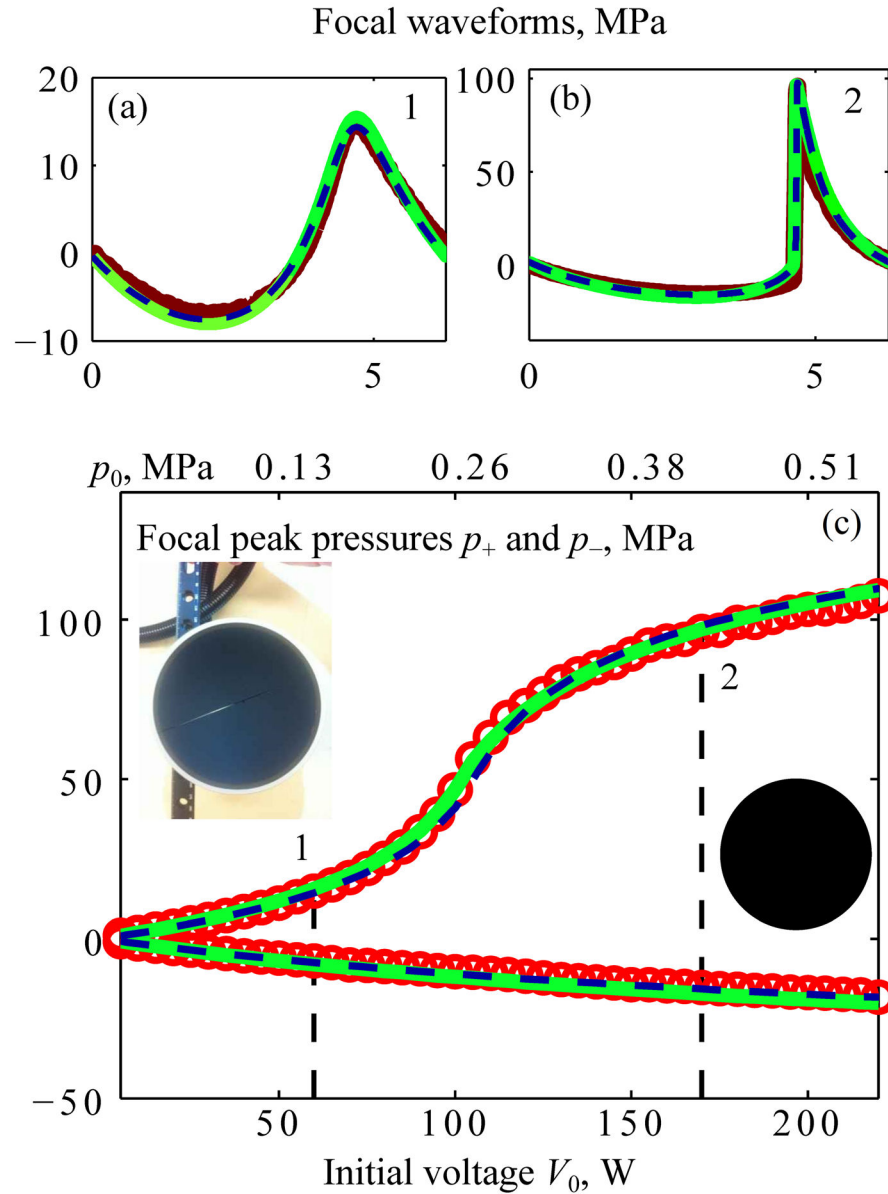 Focal waveforms, MPa
(a) 1
20
10
0
−10
0 5
(b) 2
100
50
0
0 5
p₀, MPa 0.13 0.26 0.38 0.51
(c)
Focal peak pressures p₊ and p₋, MPa
100
50
0
−50
1
2
50 100 150 200
Initial voltage V₀, W